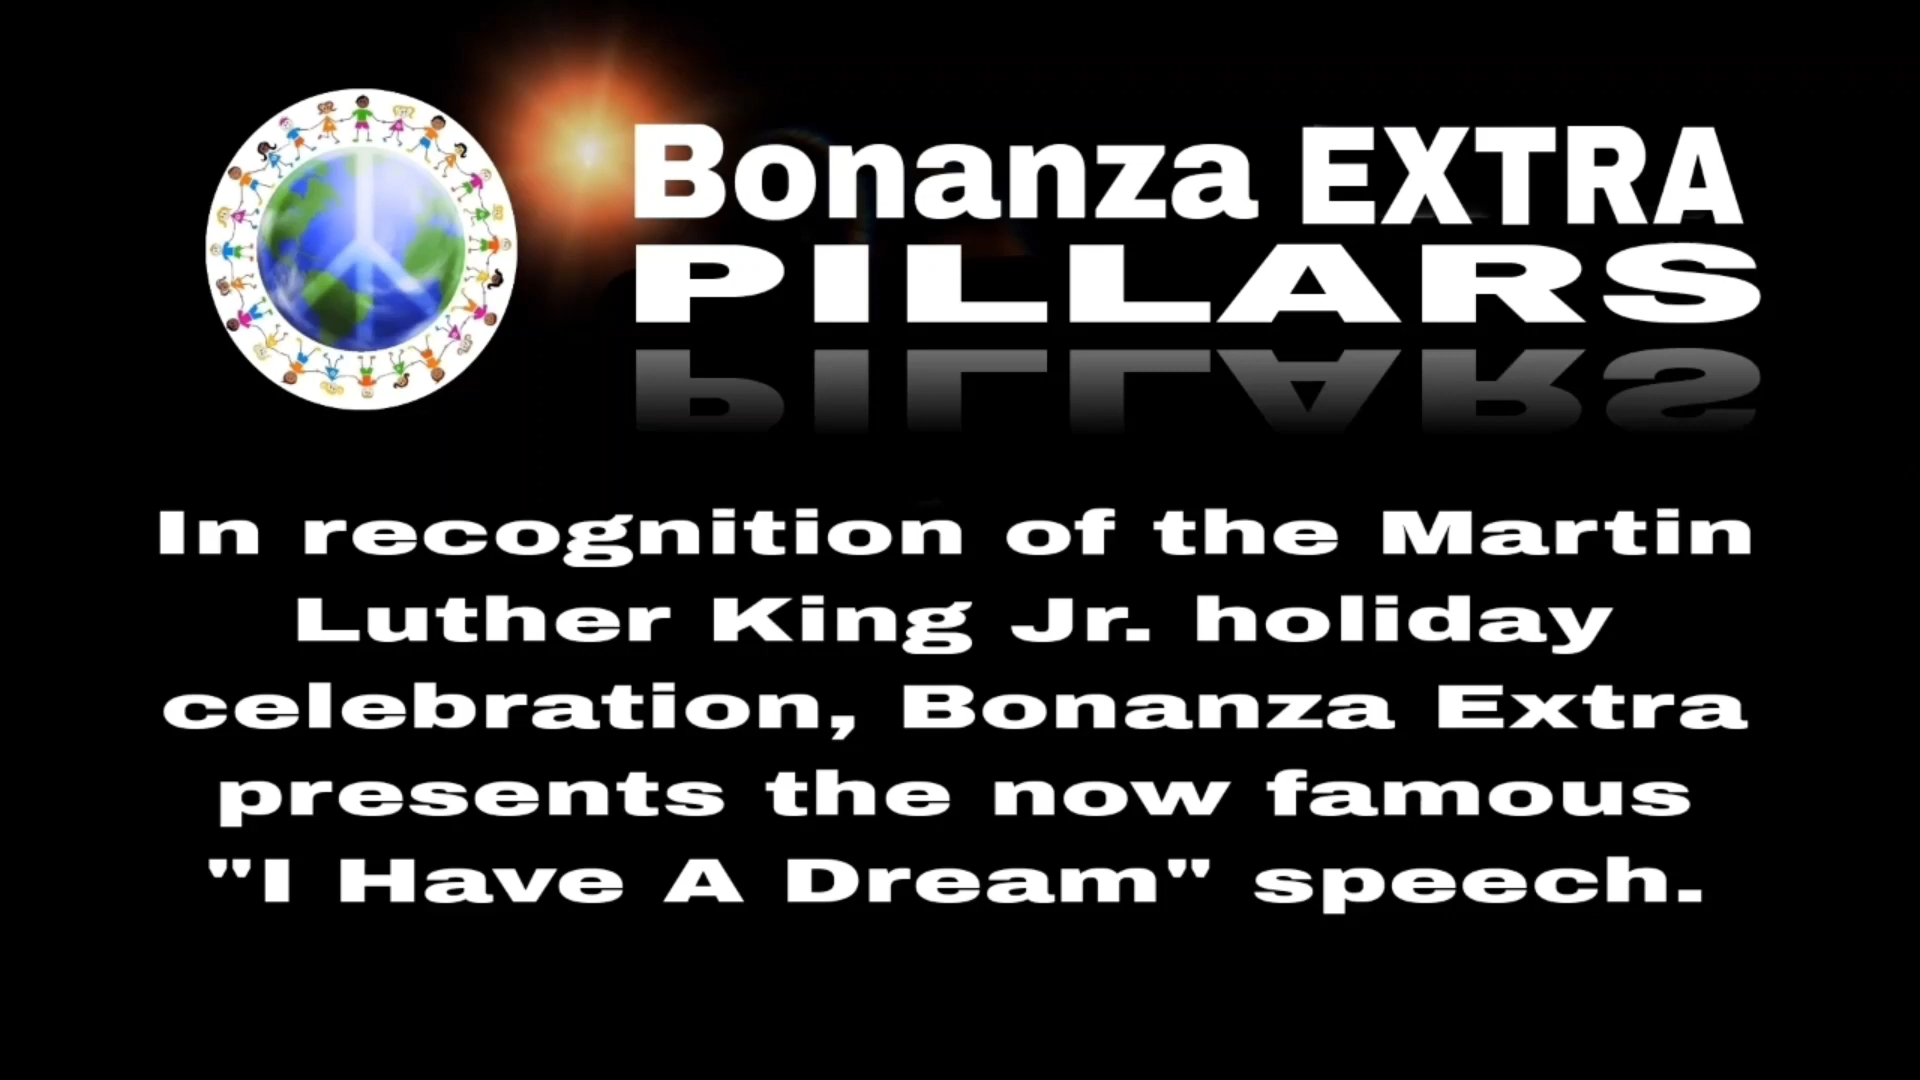 Bonanza EXTRA
PILLARS
In recognition of the Martin
Luther King Jr. holiday
celebration, Bonanza Extra
presents the now famous
"I Have A Dream" speech.